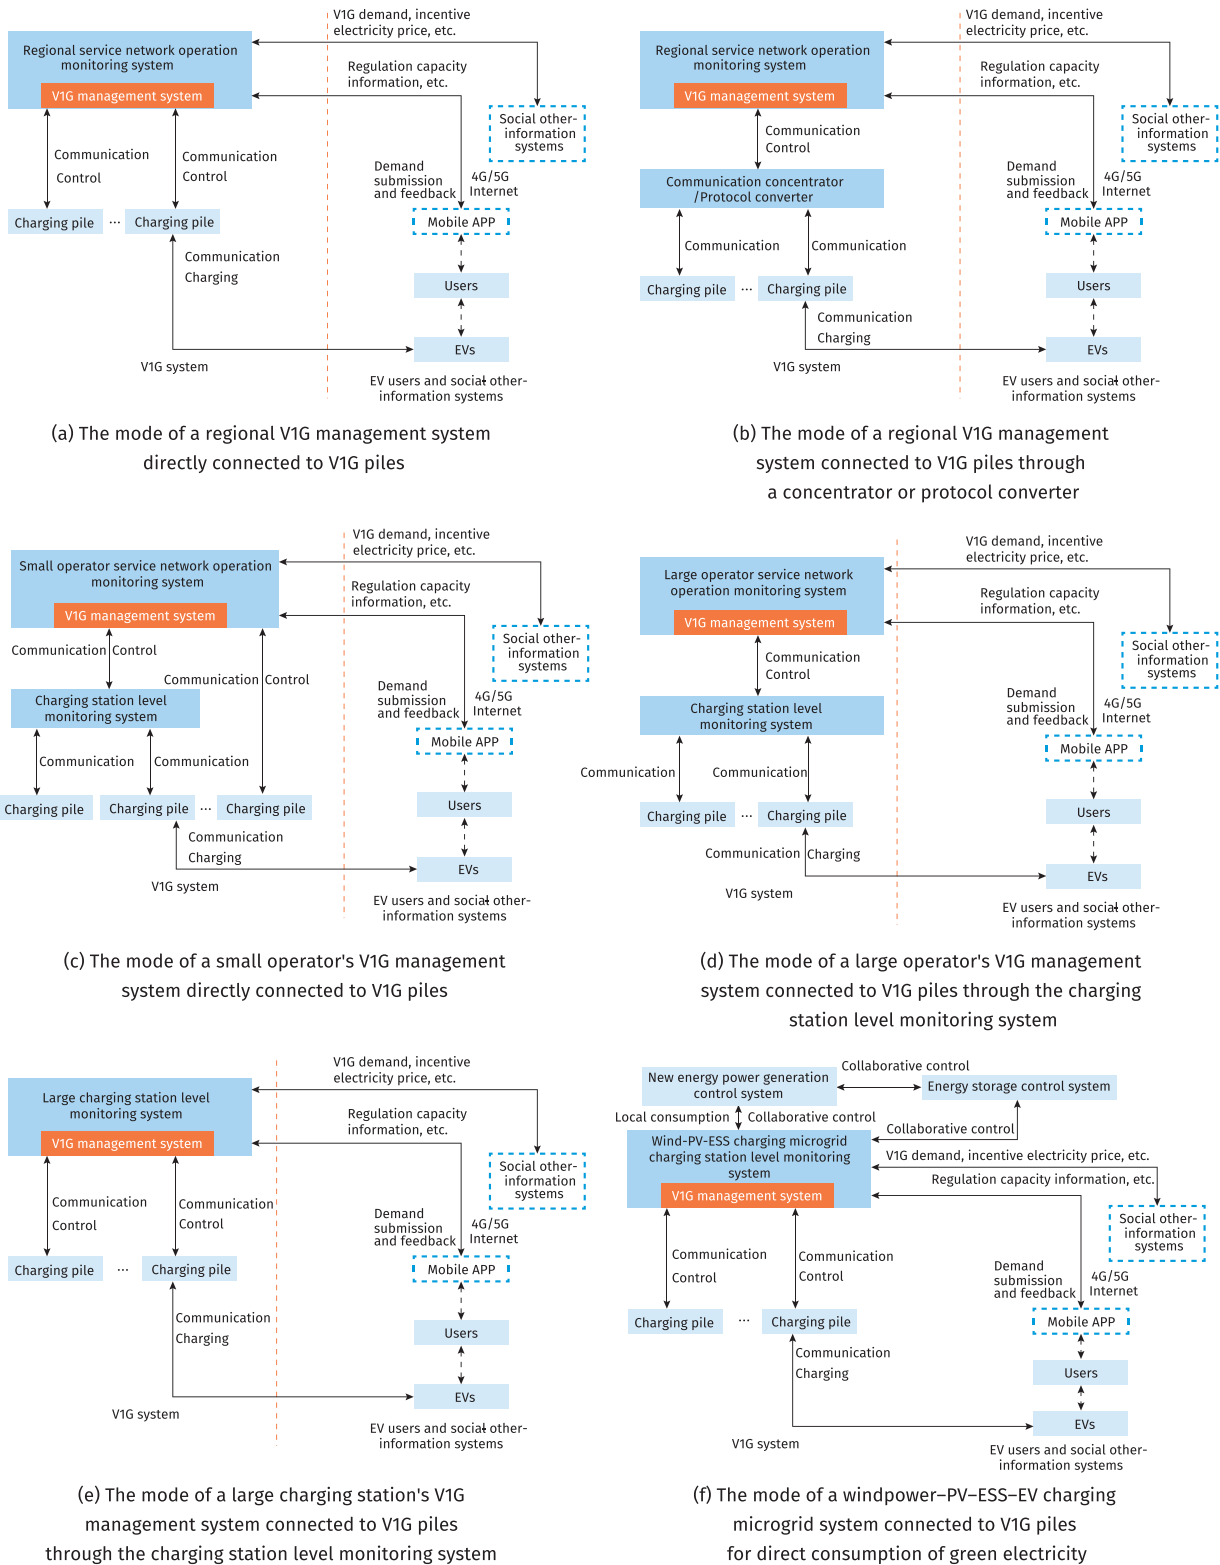 V1G demand, incentive
electricity price, etc.
Regional service network operation
monitoring system
V1G management system
Regulation capacity
information, etc.
Social other-
information
systems
Communication
Control
Communication
Control
Demand
submission
and feedback
4G/5G
Internet
Charging pile
...
Charging pile
Mobile APP
Communication
Charging
Users
EVs
V1G system
EV users and social other-
information systems
(a) The mode of a regional V1G management system
directly connected to V1G piles
V1G demand, incentive
electricity price, etc.
Regional service network operation
monitoring system
V1G management system
Regulation capacity
information, etc.
Social other-
information
systems
Communication
Control
Communication concentrator
/Protocol converter
Demand
submission
and feedback
4G/5G
Internet
Mobile APP
Communication
Communication
Charging pile
...
Charging pile
Users
Communication
Charging
EVs
V1G system
EV users and social other-
information systems
(b) The mode of a regional V1G management
system connected to V1G piles through
a concentrator or protocol converter
V1G demand, incentive
electricity price, etc.
Small operator service network operation
monitoring system
V1G management system
Regulation capacity
information, etc.
Social other-
information
systems
Communication
Control
Communication
Control
Charging station level
monitoring system
Demand
submission
and feedback
4G/5G
Internet
Mobile APP
Communication
Communication
Charging pile
Charging pile
...
Charging pile
Users
Communication
Charging
EVs
V1G system
EV users and social other-
information systems
(c) The mode of a small operator's V1G management
system directly connected to V1G piles
V1G demand, incentive
electricity price, etc.
Large operator service network
operation monitoring system
V1G management system
Regulation capacity
information, etc.
Social other-
information
systems
Communication
Control
Charging station level
monitoring system
Demand
submission
and feedback
4G/5G
Internet
Mobile APP
Communication
Communication
Charging pile
...
Charging pile
Users
Communication
Charging
EVs
V1G system
EV users and social other-
information systems
(d) The mode of a large operator's V1G management
system connected to V1G piles through the charging
station level monitoring system
V1G demand, incentive
electricity price, etc.
Large charging station level
monitoring system
V1G management system
Regulation capacity
information, etc.
Social other-
information
systems
Communication
Control
Communication
Control
Demand
submission
and feedback
4G/5G
Internet
Charging pile
...
Charging pile
Mobile APP
Communication
Charging
Users
EVs
V1G system
EV users and social other-
information systems
(e) The mode of a large charging station's V1G
management system connected to V1G piles
through the charging station level monitoring system
Collaborative control
New energy power generation
control system
Energy storage control system
Local consumption
Collaborative control
Collaborative control
Wind-PV-ESS charging microgrid
charging station level monitoring
system
V1G management system
V1G demand, incentive electricity price, etc.
Regulation capacity information, etc.
Social other-
information
systems
Communication
Control
Communication
Control
Demand
submission
and feedback
4G/5G
Internet
Charging pile
...
Charging pile
Mobile APP
Communication
Charging
Users
EVs
V1G system
EV users and social other-
information systems
(f) The mode of a windpower–PV–ESS–EV charging
microgrid system connected to V1G piles
for direct consumption of green electricity